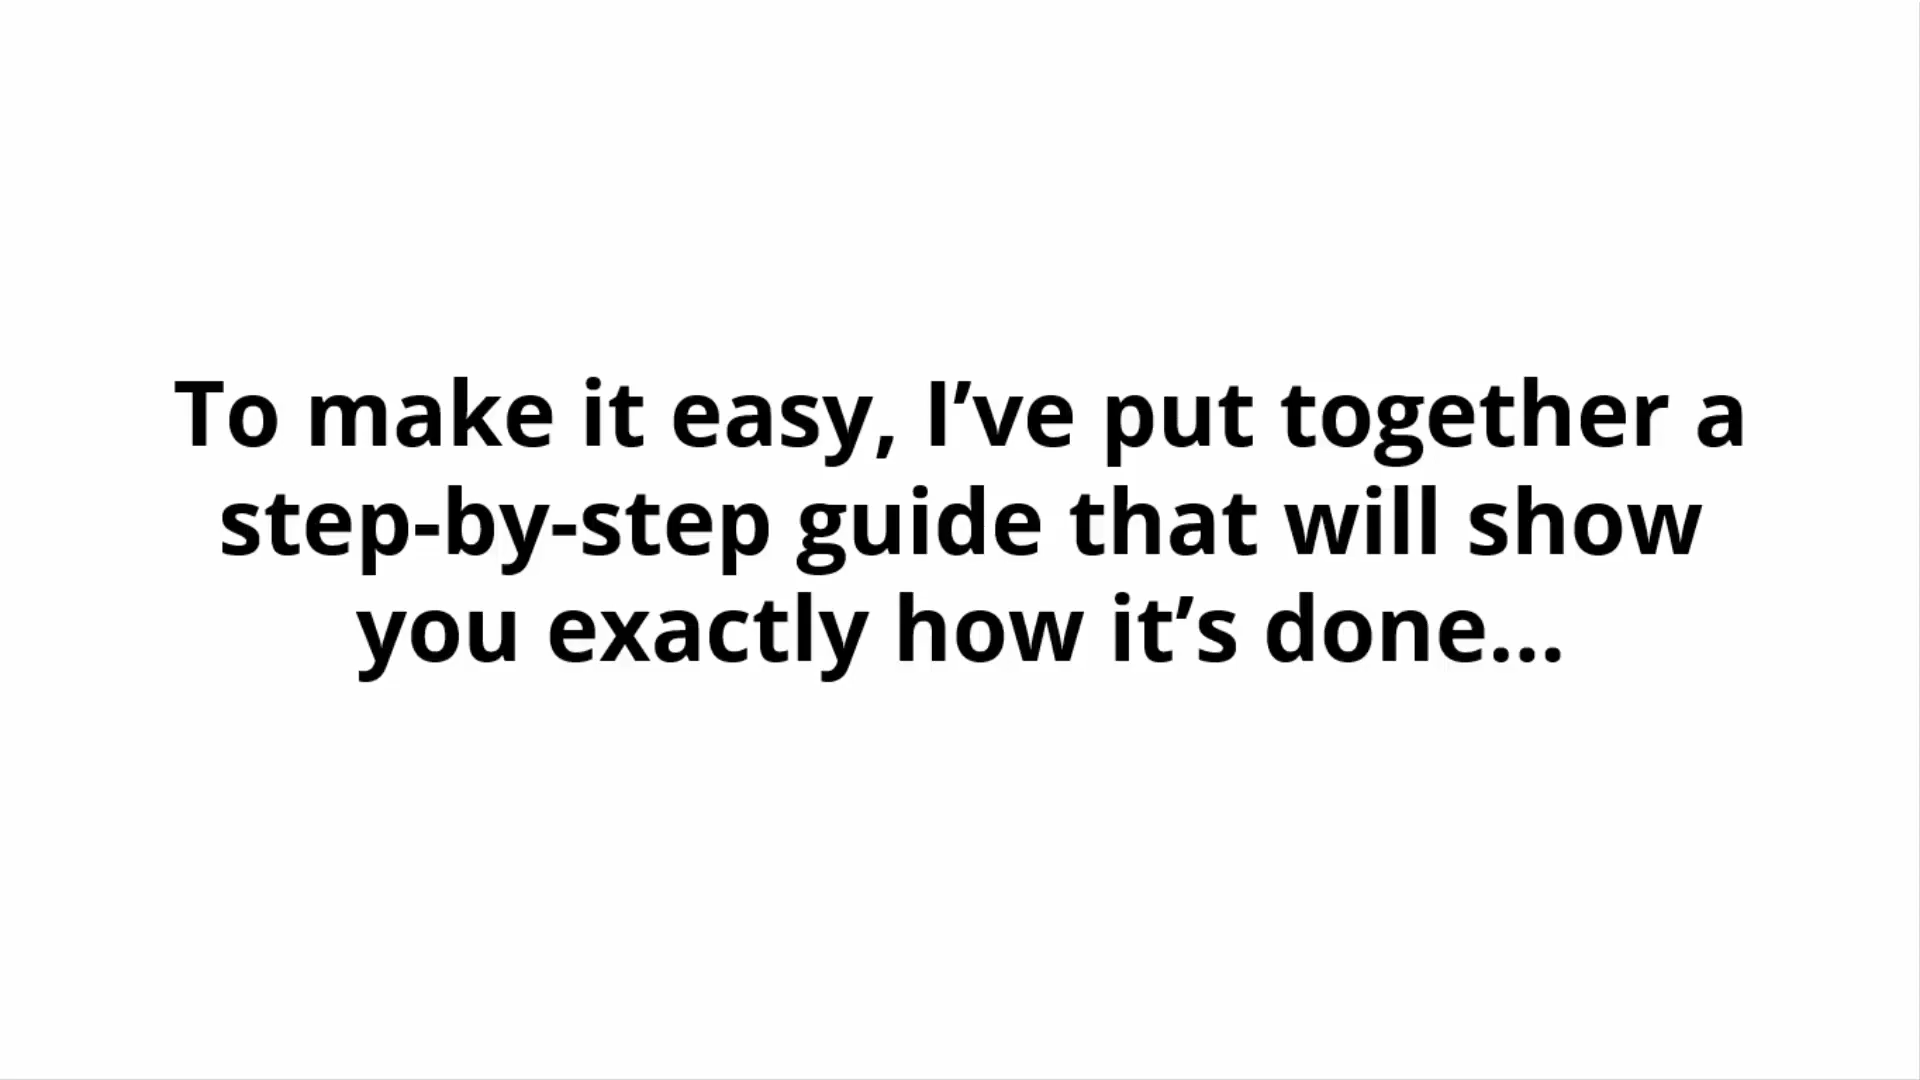 To make it easy, I’ve put together a
step-by-step guide that will show
you exactly how it’s done...